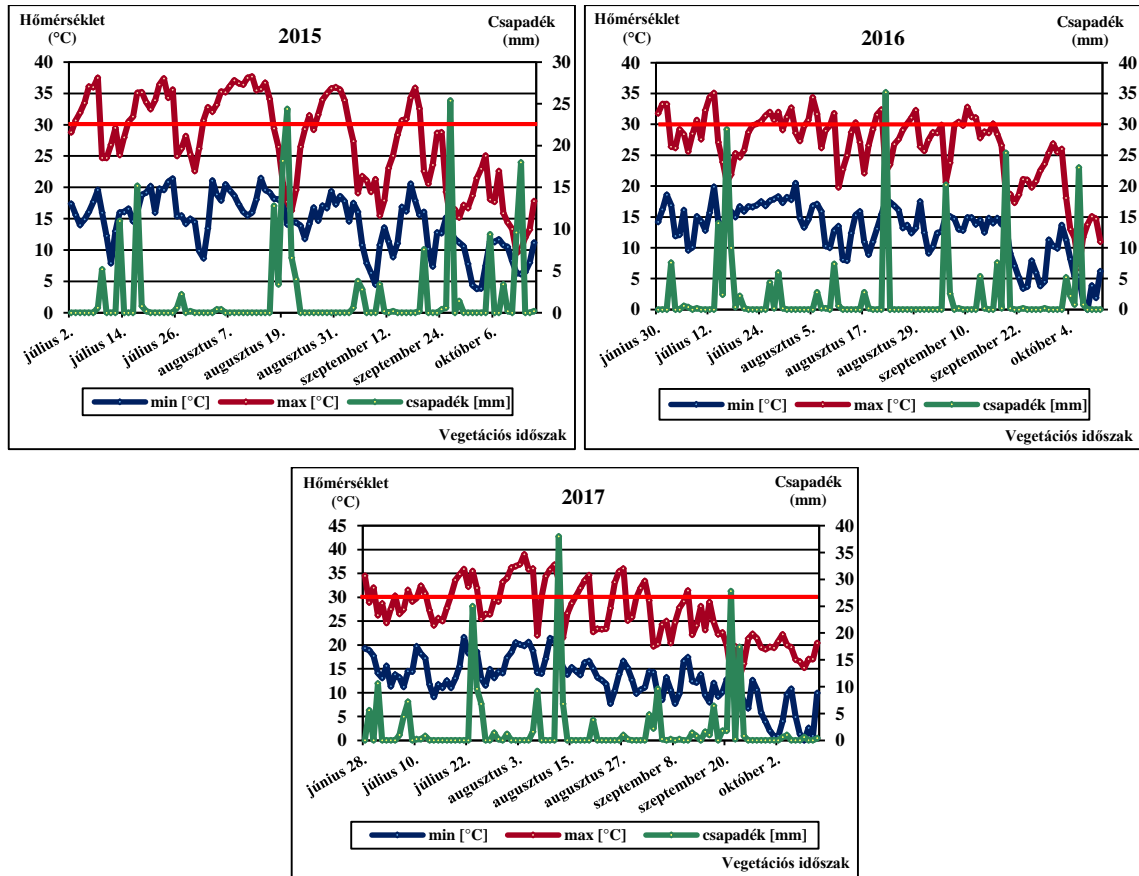 Hőmérséklet
(°C)
2015
Csapadék
(mm)
40
35
30
25
20
15
10
5
0
30
25
20
15
10
5
0
július 2.
július 14.
július 26.
augusztus 7.
augusztus 19.
augusztus 31.
szeptember 12.
szeptember 24.
október 6.
min [°C]
max [°C]
csapadék [mm]
Vegetációs időszak
Hőmérséklet
(°C)
2016
Csapadék
(mm)
40
35
30
25
20
15
10
5
0
40
35
30
25
20
15
10
5
0
június 30.
július 12.
július 24.
augusztus 5.
augusztus 17.
augusztus 29.
szeptember 10.
szeptember 22.
október 4.
min [°C]
max [°C]
csapadék [mm]
Vegetációs időszak
Hőmérséklet
(°C)
2017
Csapadék
(mm)
45
40
35
30
25
20
15
10
5
0
40
35
30
25
20
15
10
5
0
június 28.
július 10.
július 22.
augusztus 3.
augusztus 15.
augusztus 27.
szeptember 8.
szeptember 20.
október 2.
min [°C]
max [°C]
csapadék [mm]
Vegetációs időszak